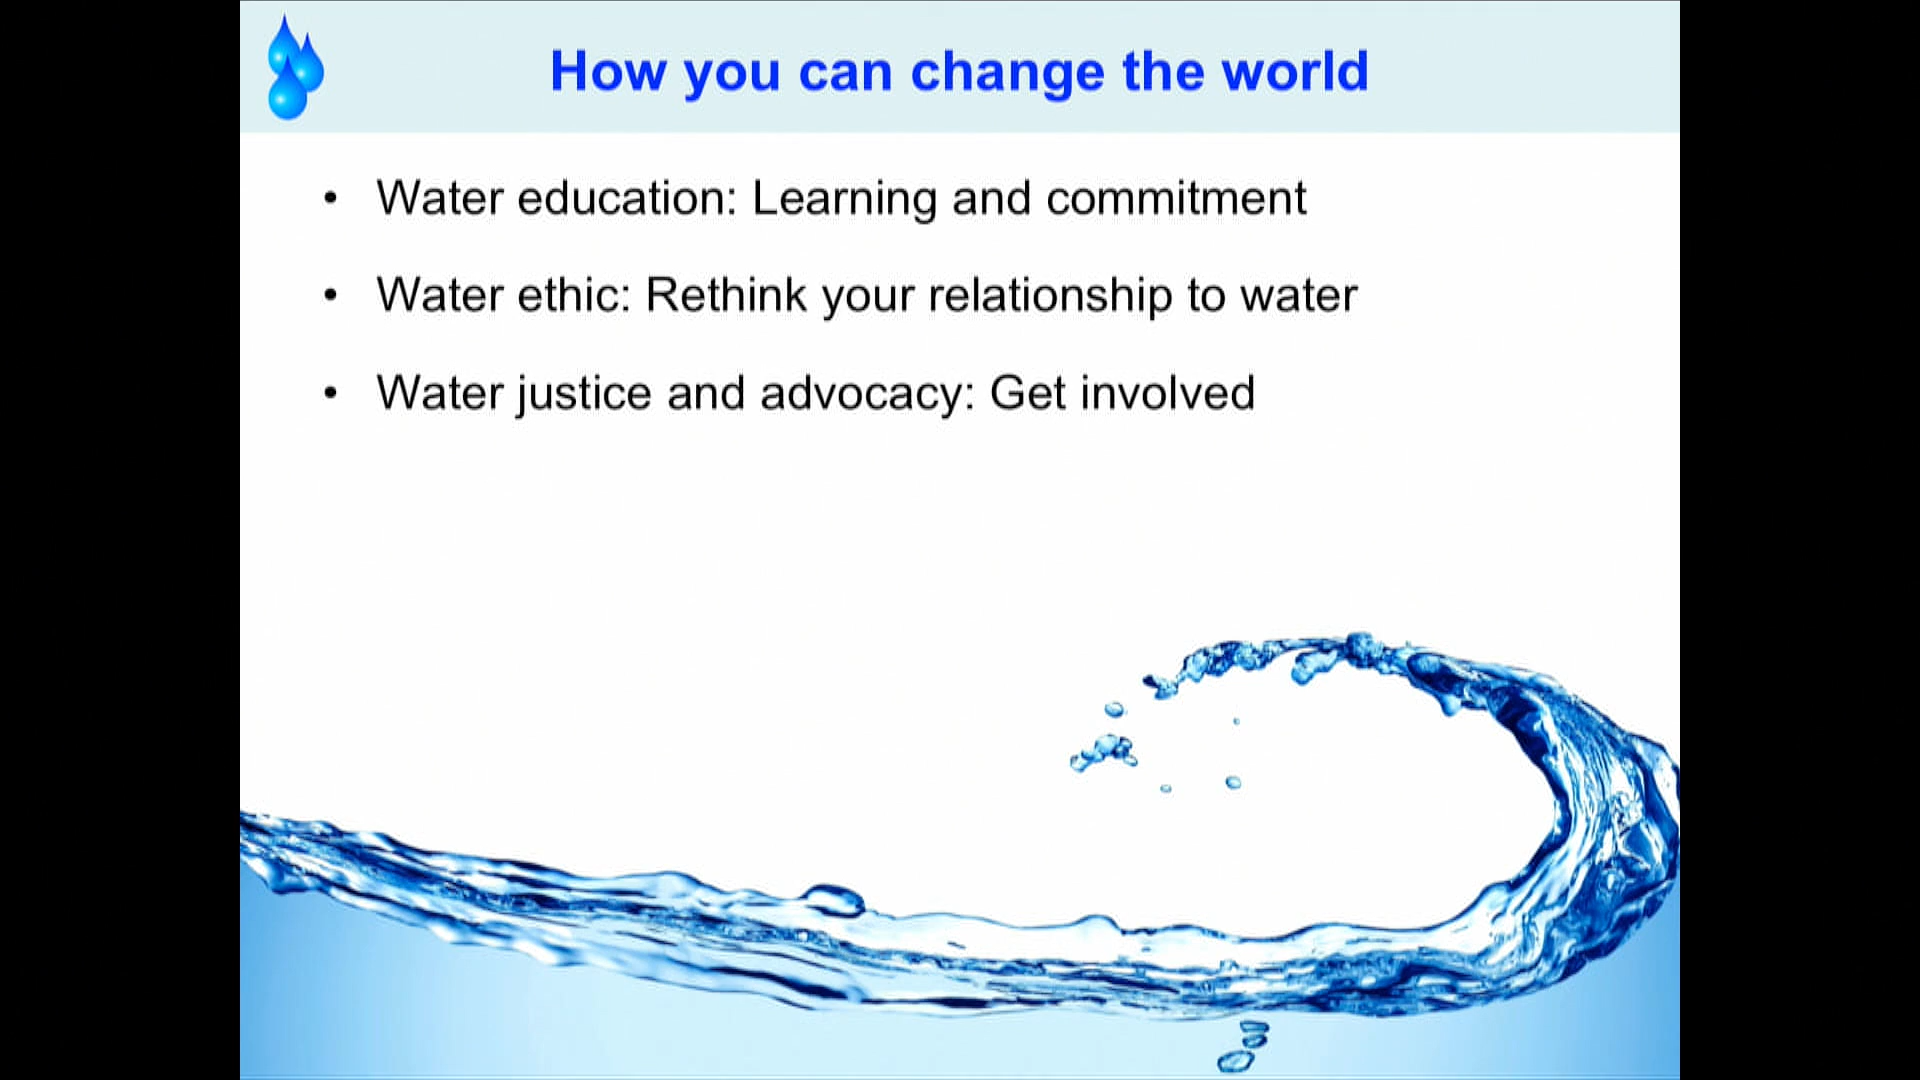 How you can change the world
• Water education: Learning and commitment
• Water ethic: Rethink your relationship to water
• Water justice and advocacy: Get involved